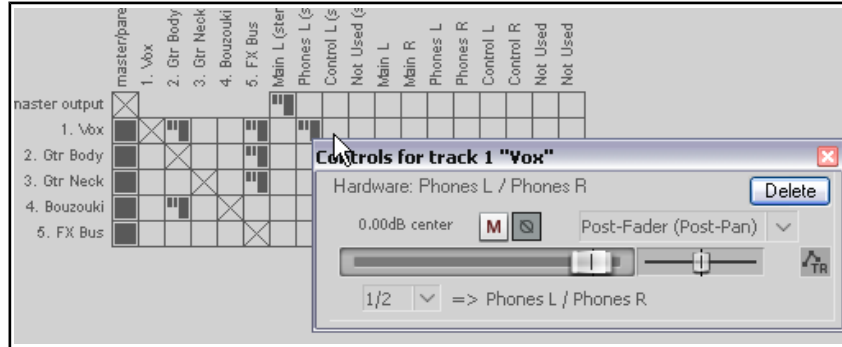 master/pare
1. Vox
2. Gtr Body
3. Gtr Neck
4. Bouzouki
5. FX Bus
Main L (ster
Phones L (s
Control L (s
Not Used (s
Main L
Main R
Phones L
Phones R
Control L
Control R
Not Used
Not Used
naster output
1. Vox
2. Gtr Body
3. Gtr Neck
4. Bouzouki
5. FX Bus
Controls for track 1 "Vox"
Hardware: Phones L / Phones R
Delete
0.00dB center
M
Post-Fader (Post-Pan)
TR
1/2
=> Phones L / Phones R